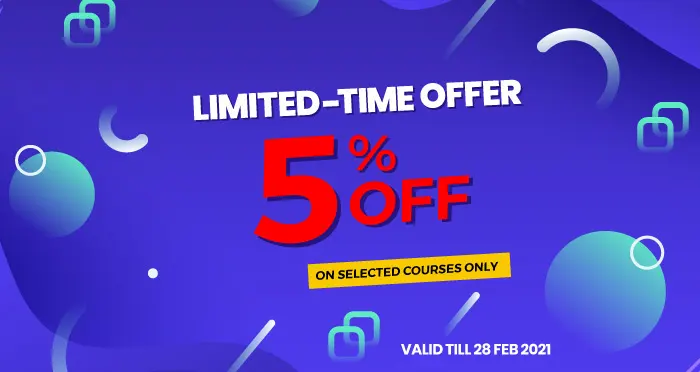 LIMITED-TIME OFFER
5% OFF
ON SELECTED COURSES ONLY
VALID TILL 28 FEB 2021